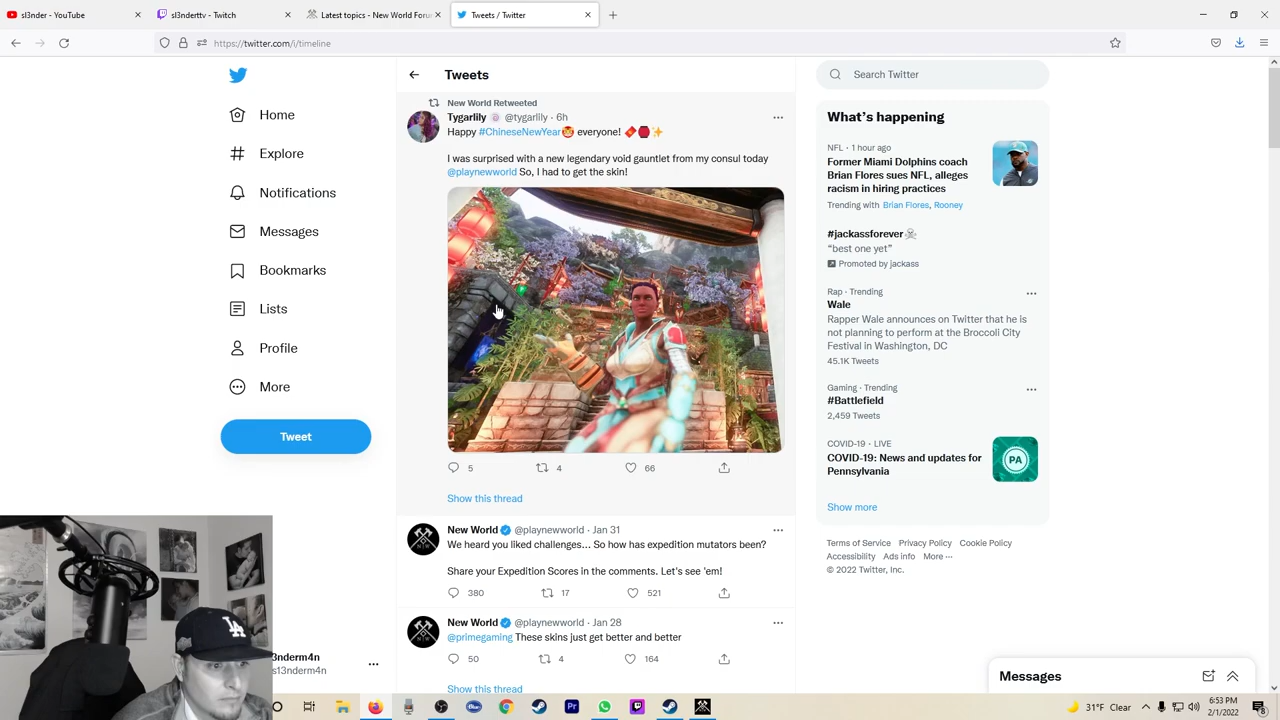 sl3nder - YouTube
sl3nderttv - Twitch
Latest topics - New World Foru
Tweets / Twitter
https://twitter.com/i/timeline
Home
Explore
Notifications
Messages
Bookmarks
Lists
Profile
More
Tweet
3nderm4n
s13nderm4n
Tweets
New World Retweeted
Tygarlily @tygarlily · 6h
Happy #ChineseNewYear everyone!
I was surprised with a new legendary void gauntlet from my consul today
@playnewworld So, I had to get the skin!
5 4 66
Show this thread
New World @playnewworld · Jan 31
We heard you liked challenges... So how has expedition mutators been?
Share your Expedition Scores in the comments. Let's see 'em!
380 17 521
New World @playnewworld · Jan 28
@primegaming These skins just get better and better
50 4 164
Show this thread
Search Twitter
What's happening
NFL · 1 hour ago
Former Miami Dolphins coach
Brian Flores sues NFL, alleges
racism in hiring practices
Trending with Brian Flores, Rooney
#jackassforever
"best one yet"
Promoted by jackass
Rap · Trending
Wale
Rapper Wale announces on Twitter that he is
not planning to perform at the Broccoli City
Festival in Washington, DC
45.1K Tweets
Gaming · Trending
#Battlefield
2,459 Tweets
COVID-19 · LIVE
COVID-19: News and updates for
Pennsylvania
PA
Show more
Terms of Service Privacy Policy Cookie Policy
Accessibility Ads info More ···
© 2022 Twitter, Inc.
Messages
LA
31°F Clear
6:53 PM
2/1/2022
8